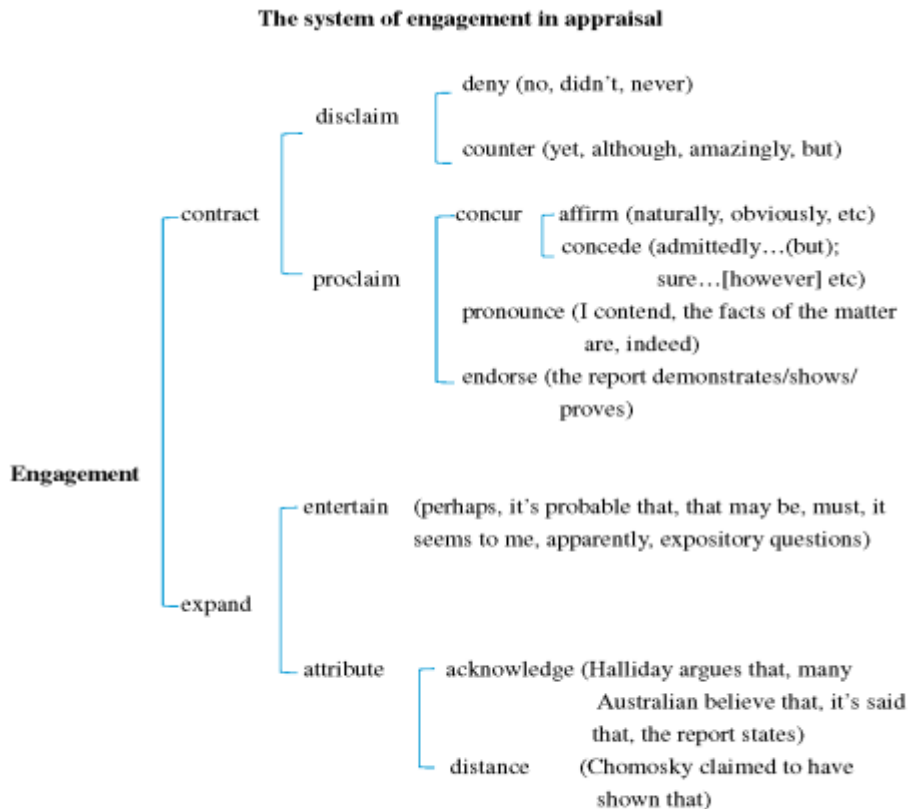 The system of engagement in appraisal
deny (no, didn't, never)
disclaim
counter (yet, although, amazingly, but)
contract
concur
affirm (naturally, obviously, etc)
concede (admittedly…(but);
sure…[however] etc)
proclaim
pronounce (I contend, the facts of the matter
are, indeed)
endorse (the report demonstrates/shows/
proves)
Engagement
entertain (perhaps, it's probable that, that may be, must, it
seems to me, apparently, expository questions)
expand
attribute
acknowledge (Halliday argues that, many
Australian believe that, it's said
that, the report states)
distance (Chomosky claimed to have
shown that)